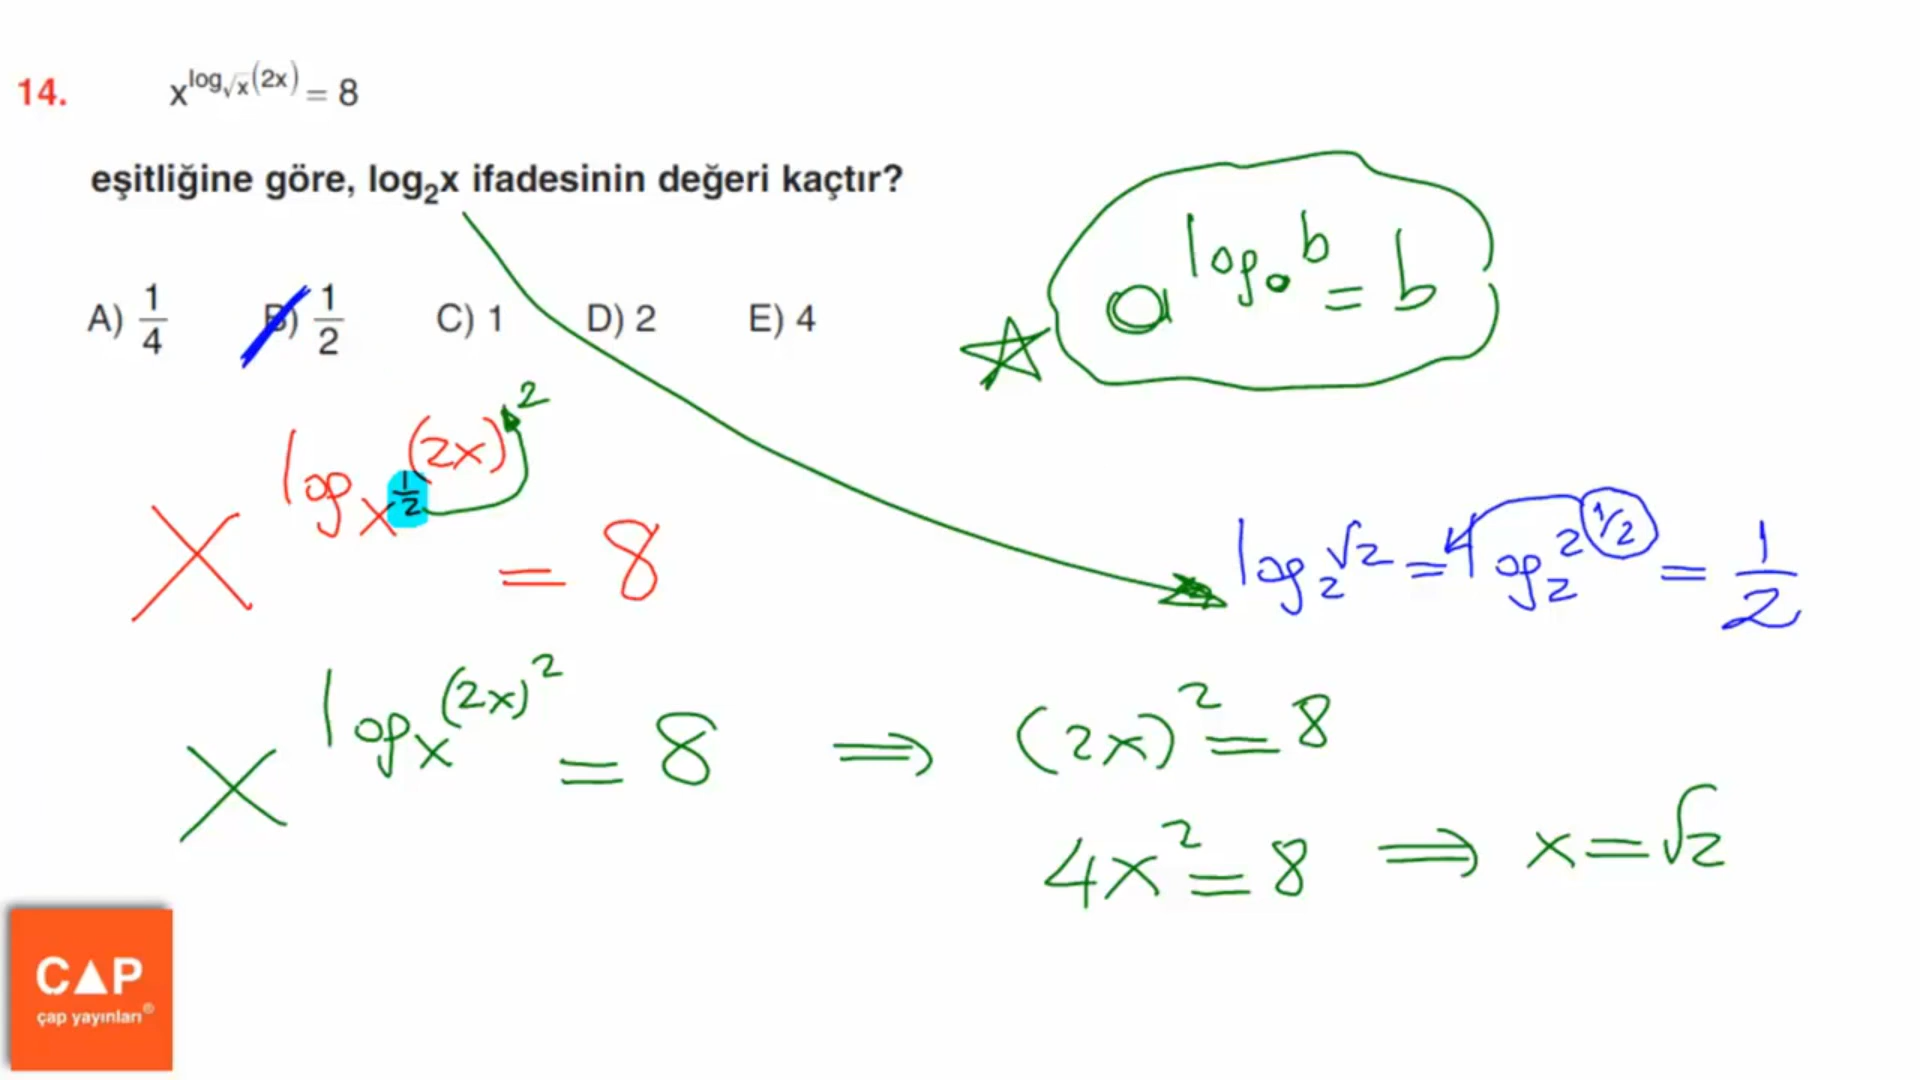 14. x^{log_{√x}(2x)} = 8
eşitliğine göre, log₂x ifadesinin değeri kaçtır?
A) 1/4 B) 1/2 C) 1 D) 2 E) 4
a^{log_a b} = b
x^{log_{x^{1/2}}(2x)^2} = 8
log₂√2 = log₂2^{1/2} = 1/2
x^{log_x(2x)^2} = 8 ⟹ (2x)² = 8
4x² = 8 ⟹ x = √2
CAP
çap yayınları®